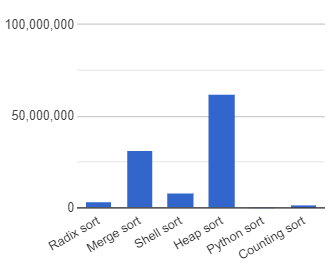 100,000,000
50,000,000
0
Radix sort
Merge sort
Shell sort
Heap sort
Python sort
Counting sort